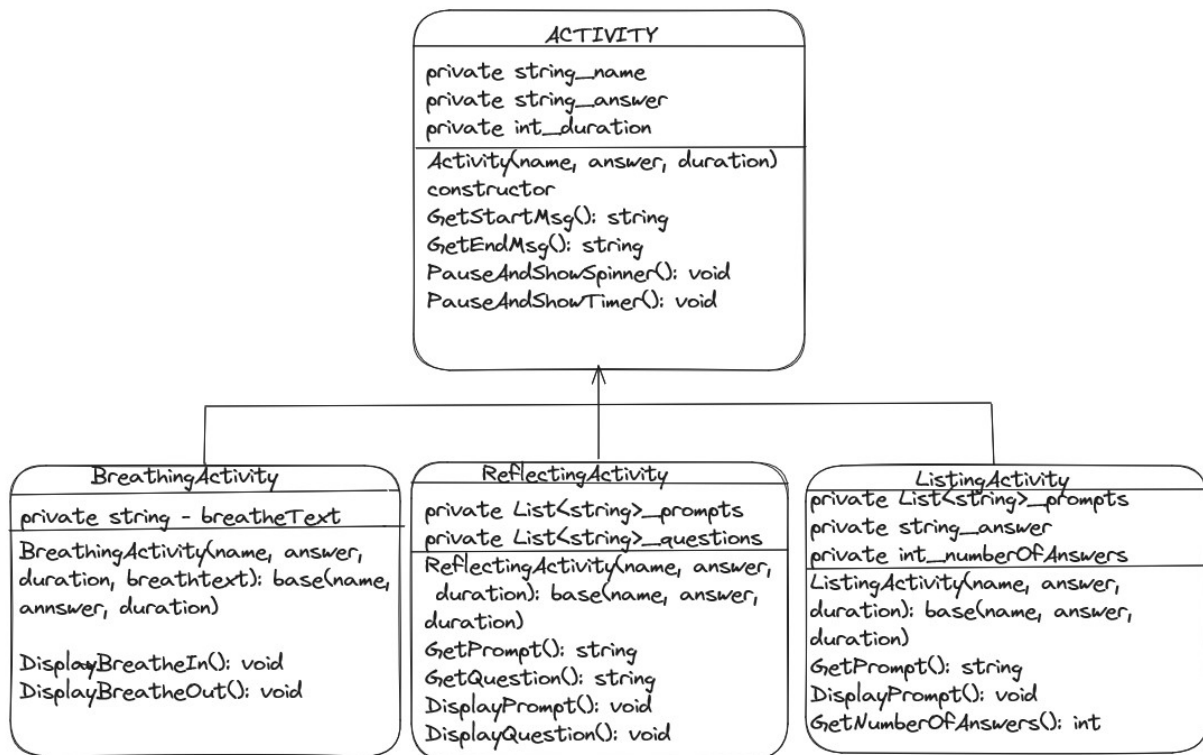 ACTIVITY
private string_name
private string_answer
private int_duration
Activity(name, answer, duration)
constructor
GetStartMsg(): string
GetEndMsg(): string
PauseAndShowSpinner(): void
PauseAndShowTimer(): void
BreathingActivity
private string - breatheText
BreathingActivity(name, answer,
duration, breathtext): base(name,
annswer, duration)
DisplayBreatheIn(): void
DisplayBreatheOut(): void
ReflectingActivity
private List<string>_prompts
private List<string>_questions
ReflectingActivity(name, answer,
duration): base(name, answer,
duration)
GetPrompt(): string
GetQuestion(): string
DisplayPrompt(): void
DisplayQuestion(): void
ListingActivity
private List<string>_prompts
private string_answer
private int_numberOfAnswers
ListingActivity(name, answer,
duration): base(name, answer,
duration)
GetPrompt(): string
DisplayPrompt(): void
GetNumberOfAnswers(): int